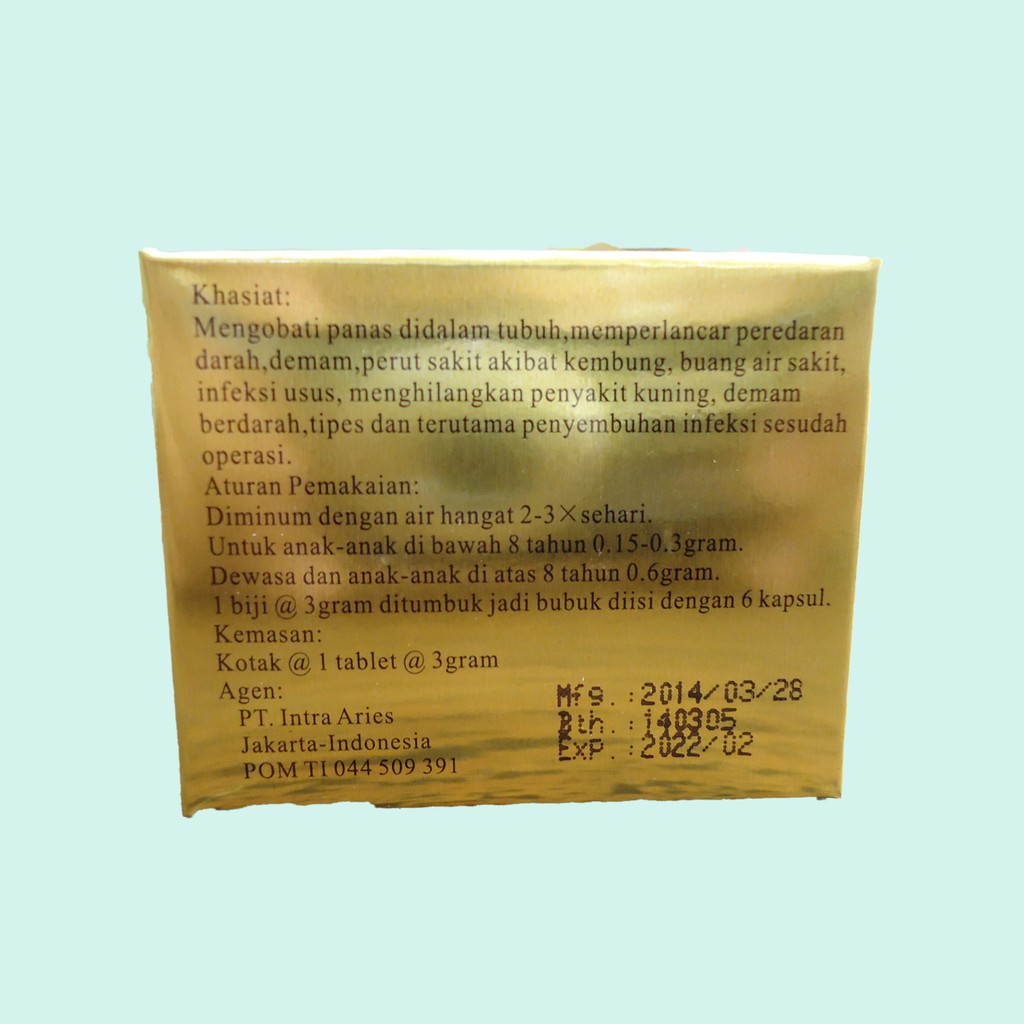 Khasiat:
Mengobati panas didalam tubuh,memperlancar peredaran
darah,demam,perut sakit akibat kembung, buang air sakit,
infeksi usus, menghilangkan penyakit kuning, demam
berdarah,tipes dan terutama penyembuhan infeksi sesudah
operasi.
Aturan Pemakaian:
Diminum dengan air hangat 2-3×sehari.
Untuk anak-anak di bawah 8 tahun 0.15-0.3gram.
Dewasa dan anak-anak di atas 8 tahun 0.6gram.
1 biji @ 3gram ditumbuk jadi bubuk diisi dengan 6 kapsul.
Kemasan:
Kotak @ 1 tablet @ 3gram
Agen:
PT. Intra Aries
Jakarta-Indonesia
POM TI 044 509 391
Mfg.:2014/03/28
Bth.:140305
EXP.:2022/02